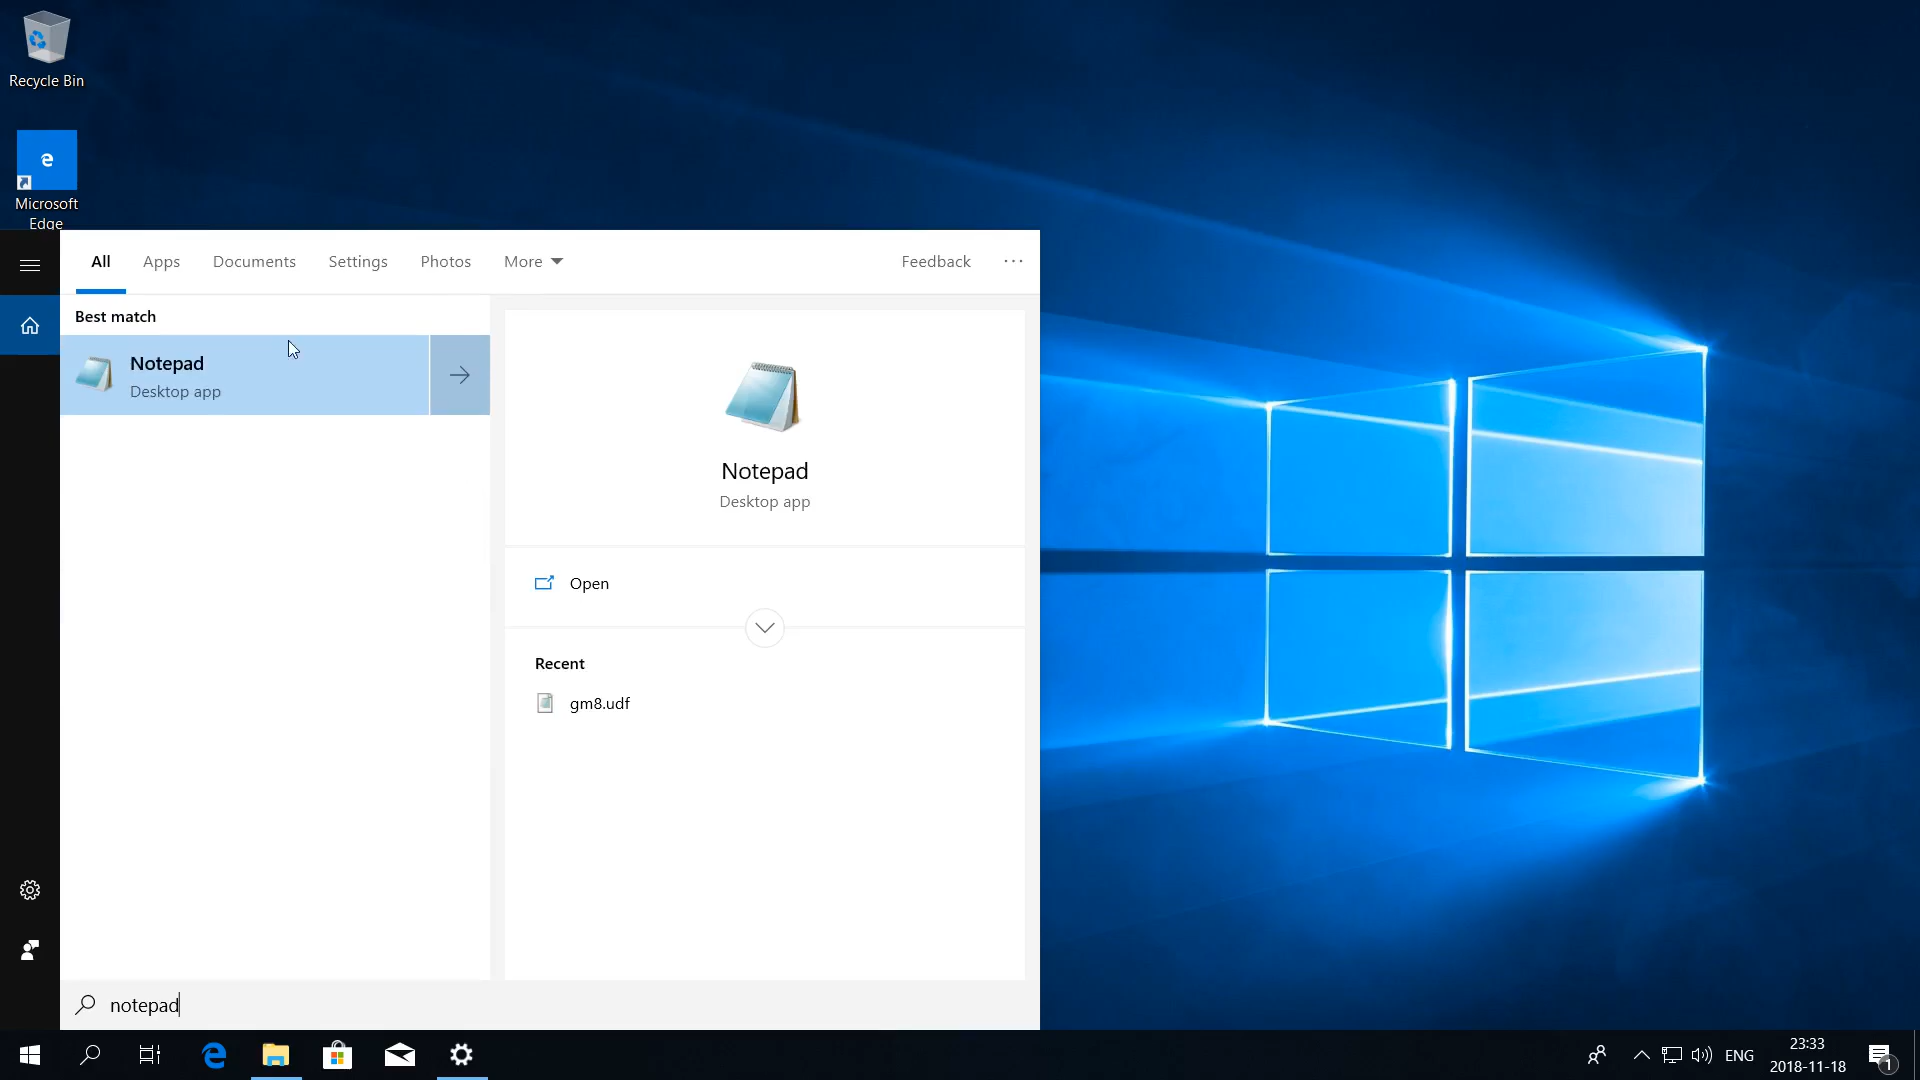 Recycle Bin
Microsoft
Edge
All Apps Documents Settings Photos More Feedback
Best match
Notepad
Desktop app
Notepad
Desktop app
Open
Recent
gm8.udf
notepad
ENG
23:33
2018-11-18
1